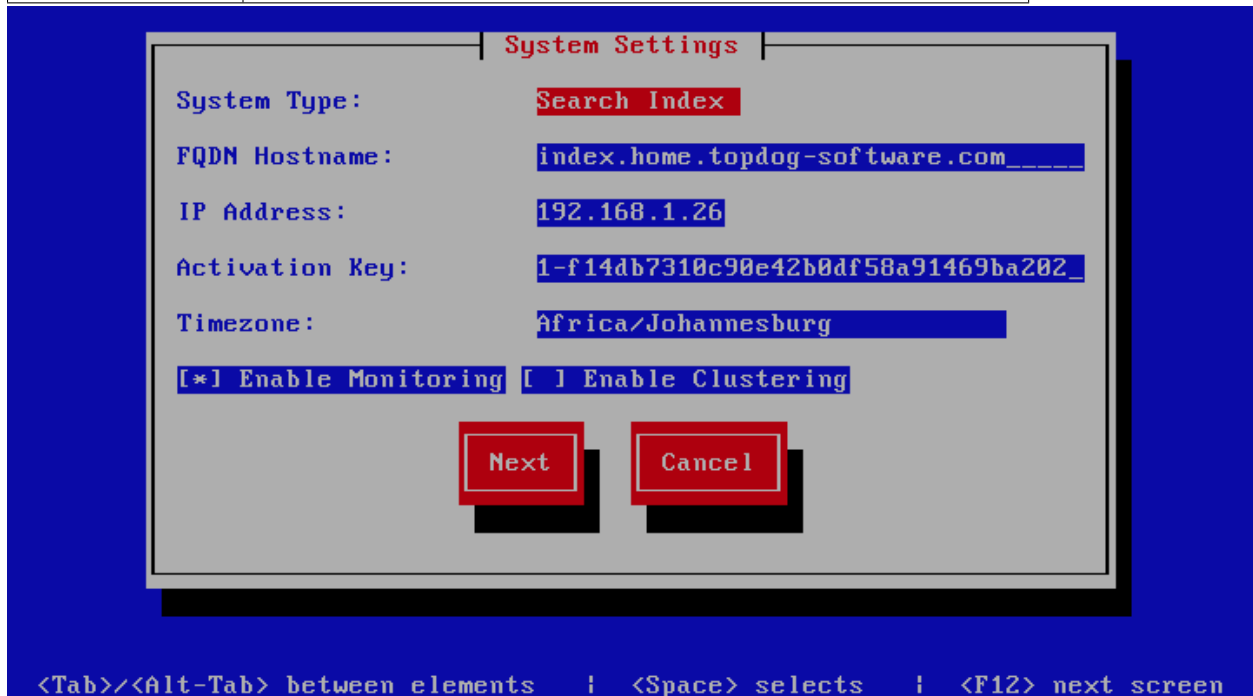 System Settings
System Type: Search Index
FQDN Hostname: index.home.topdog-software.com_____
IP Address: 192.168.1.26
Activation Key: 1-f14db7310c90e42b0df58a91469ba202_
Timezone: Africa/Johannesburg
[*] Enable Monitoring [ ] Enable Clustering
Next Cancel
<Tab>/<Alt-Tab> between elements | <Space> selects | <F12> next screen